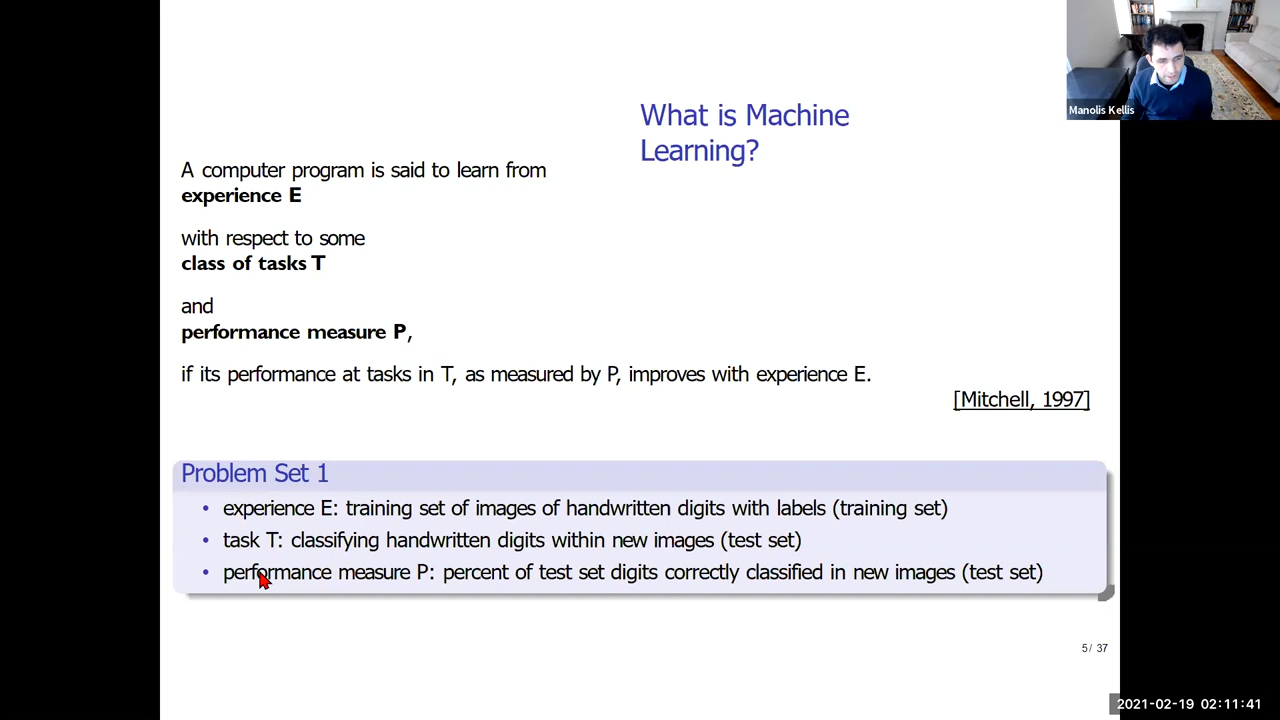 What is Machine
Learning?
Manolis Kellis
A computer program is said to learn from
experience E
with respect to some
class of tasks T
and
performance measure P,
if its performance at tasks in T, as measured by P, improves with experience E.
[Mitchell, 1997]
Problem Set 1
• experience E: training set of images of handwritten digits with labels (training set)
• task T: classifying handwritten digits within new images (test set)
• performance measure P: percent of test set digits correctly classified in new images (test set)
5 / 37
2021-02-19 02:11:41